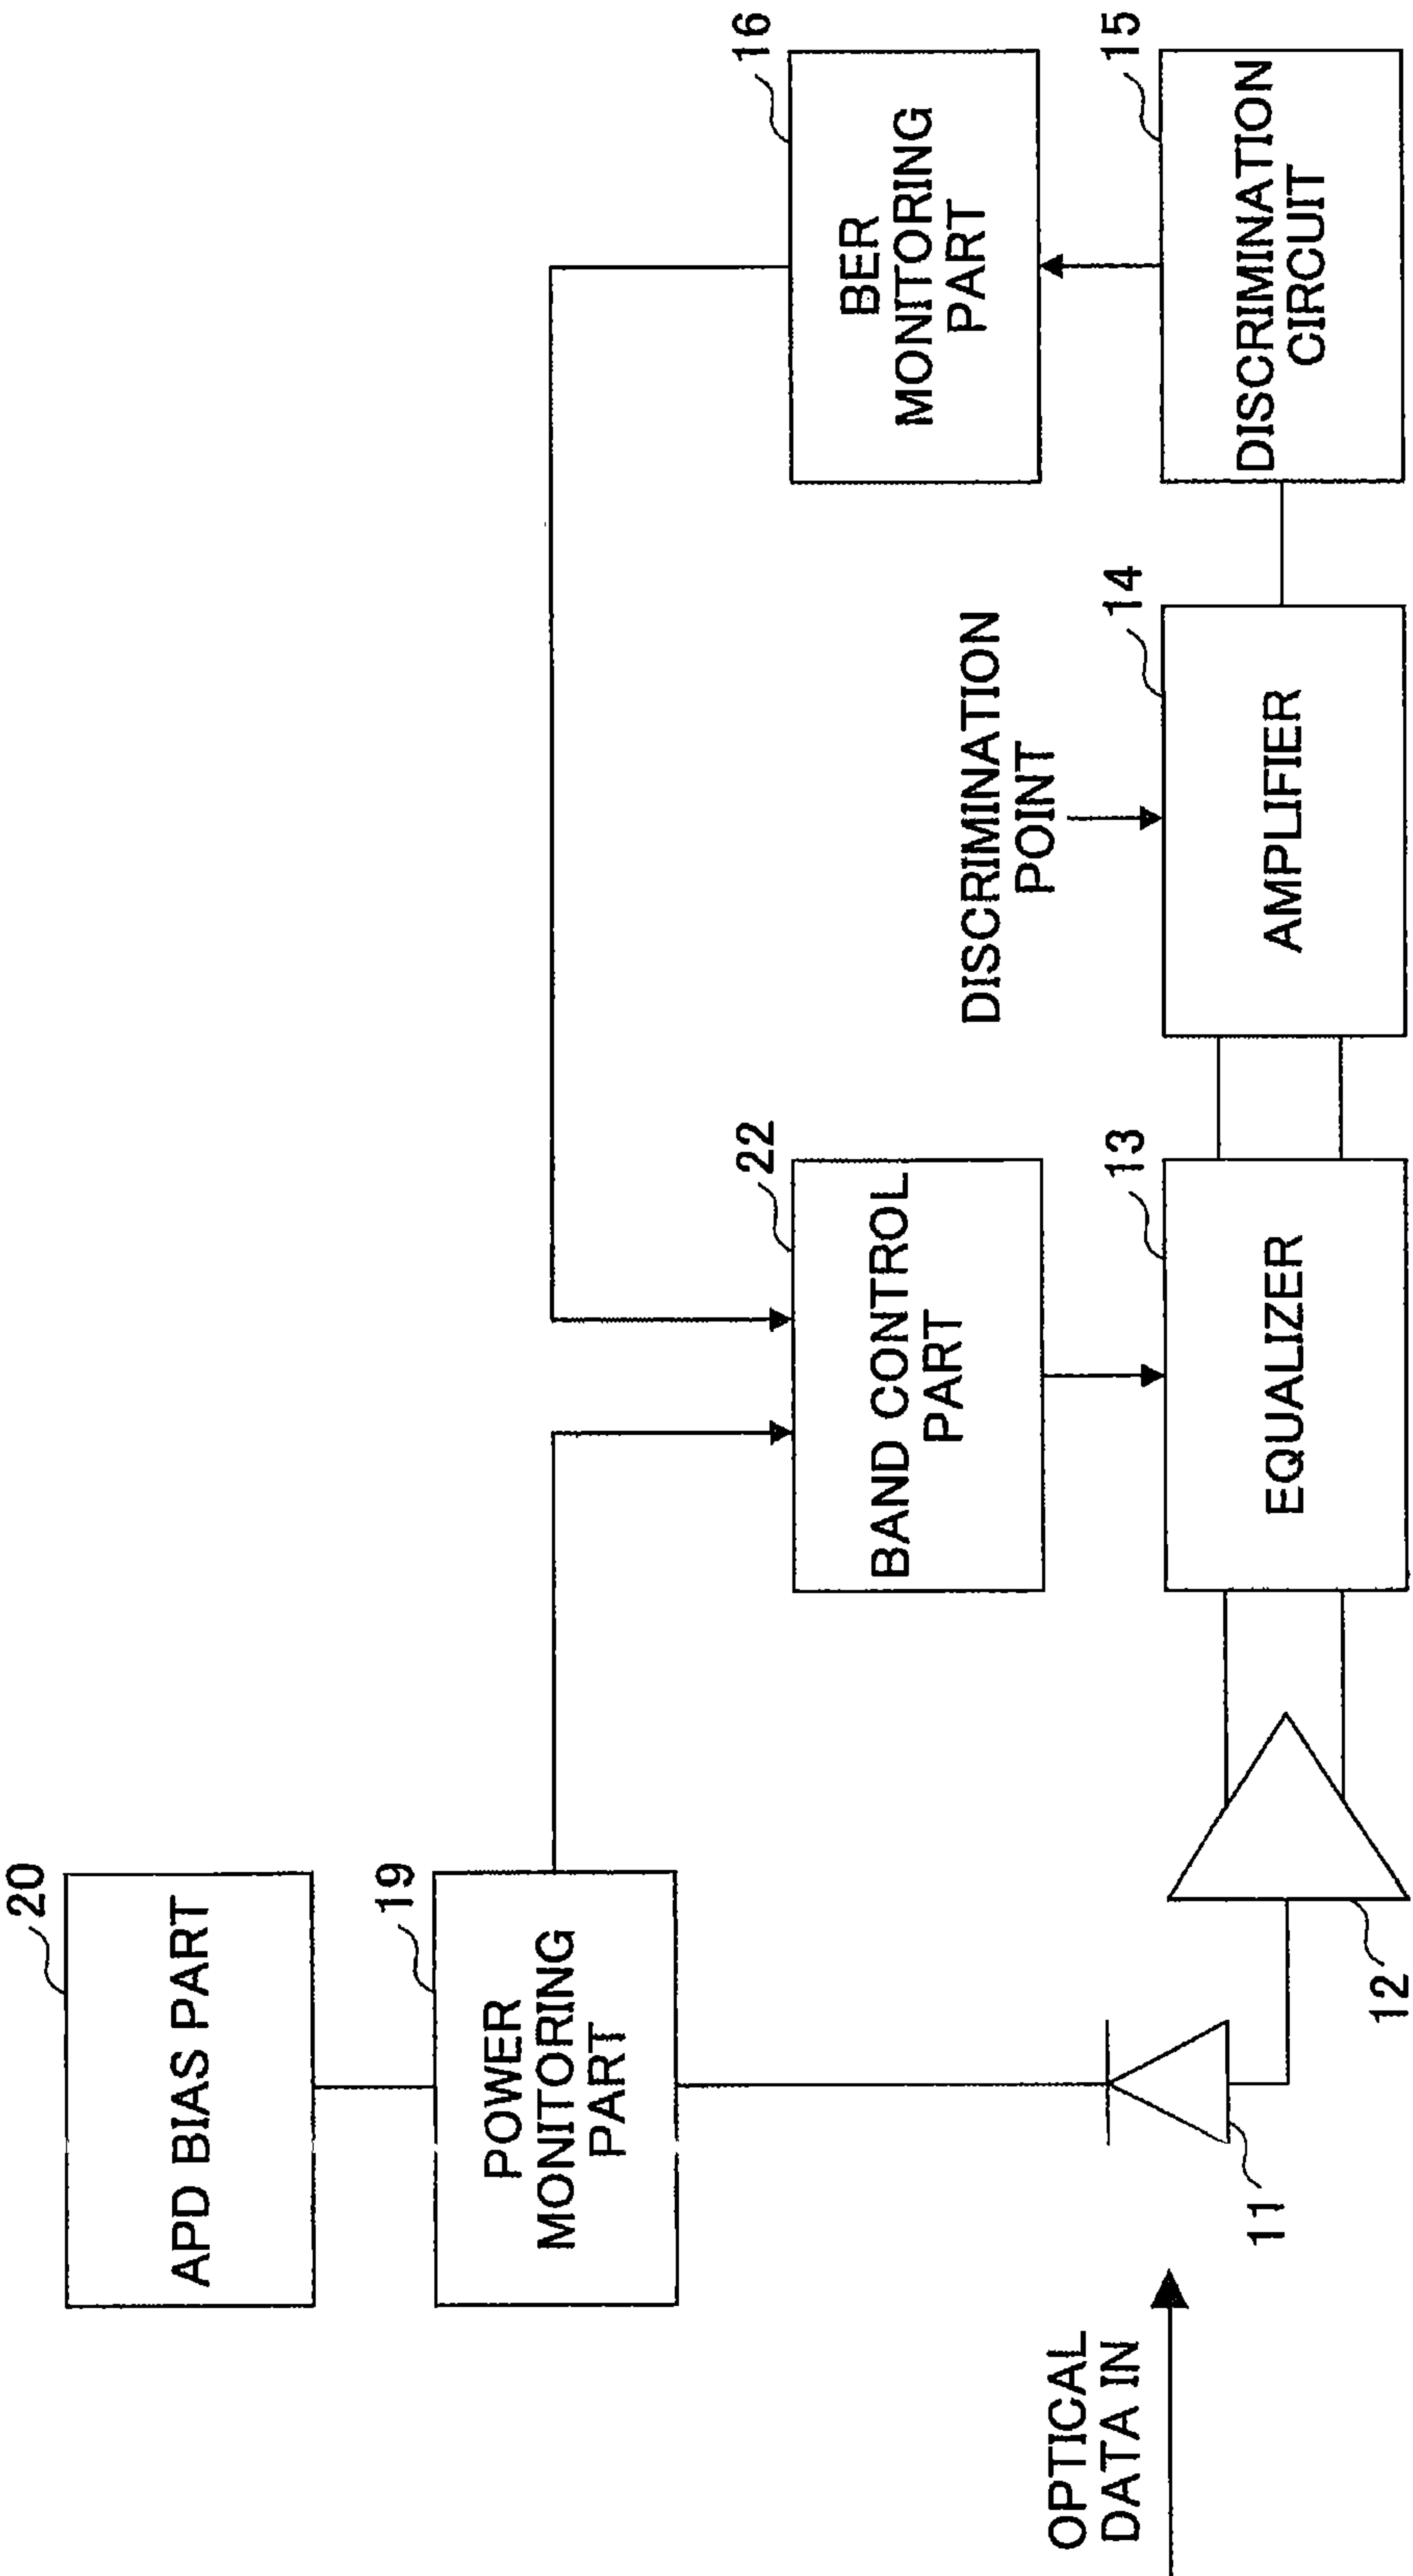 20
APD BIAS PART
19
POWER
MONITORING
PART
22
BAND CONTROL
PART
16
BER
MONITORING
PART
OPTICAL
DATA IN
11
12
13
EQUALIZER
DISCRIMINATION
POINT
14
AMPLIFIER
15
DISCRIMINATION
CIRCUIT